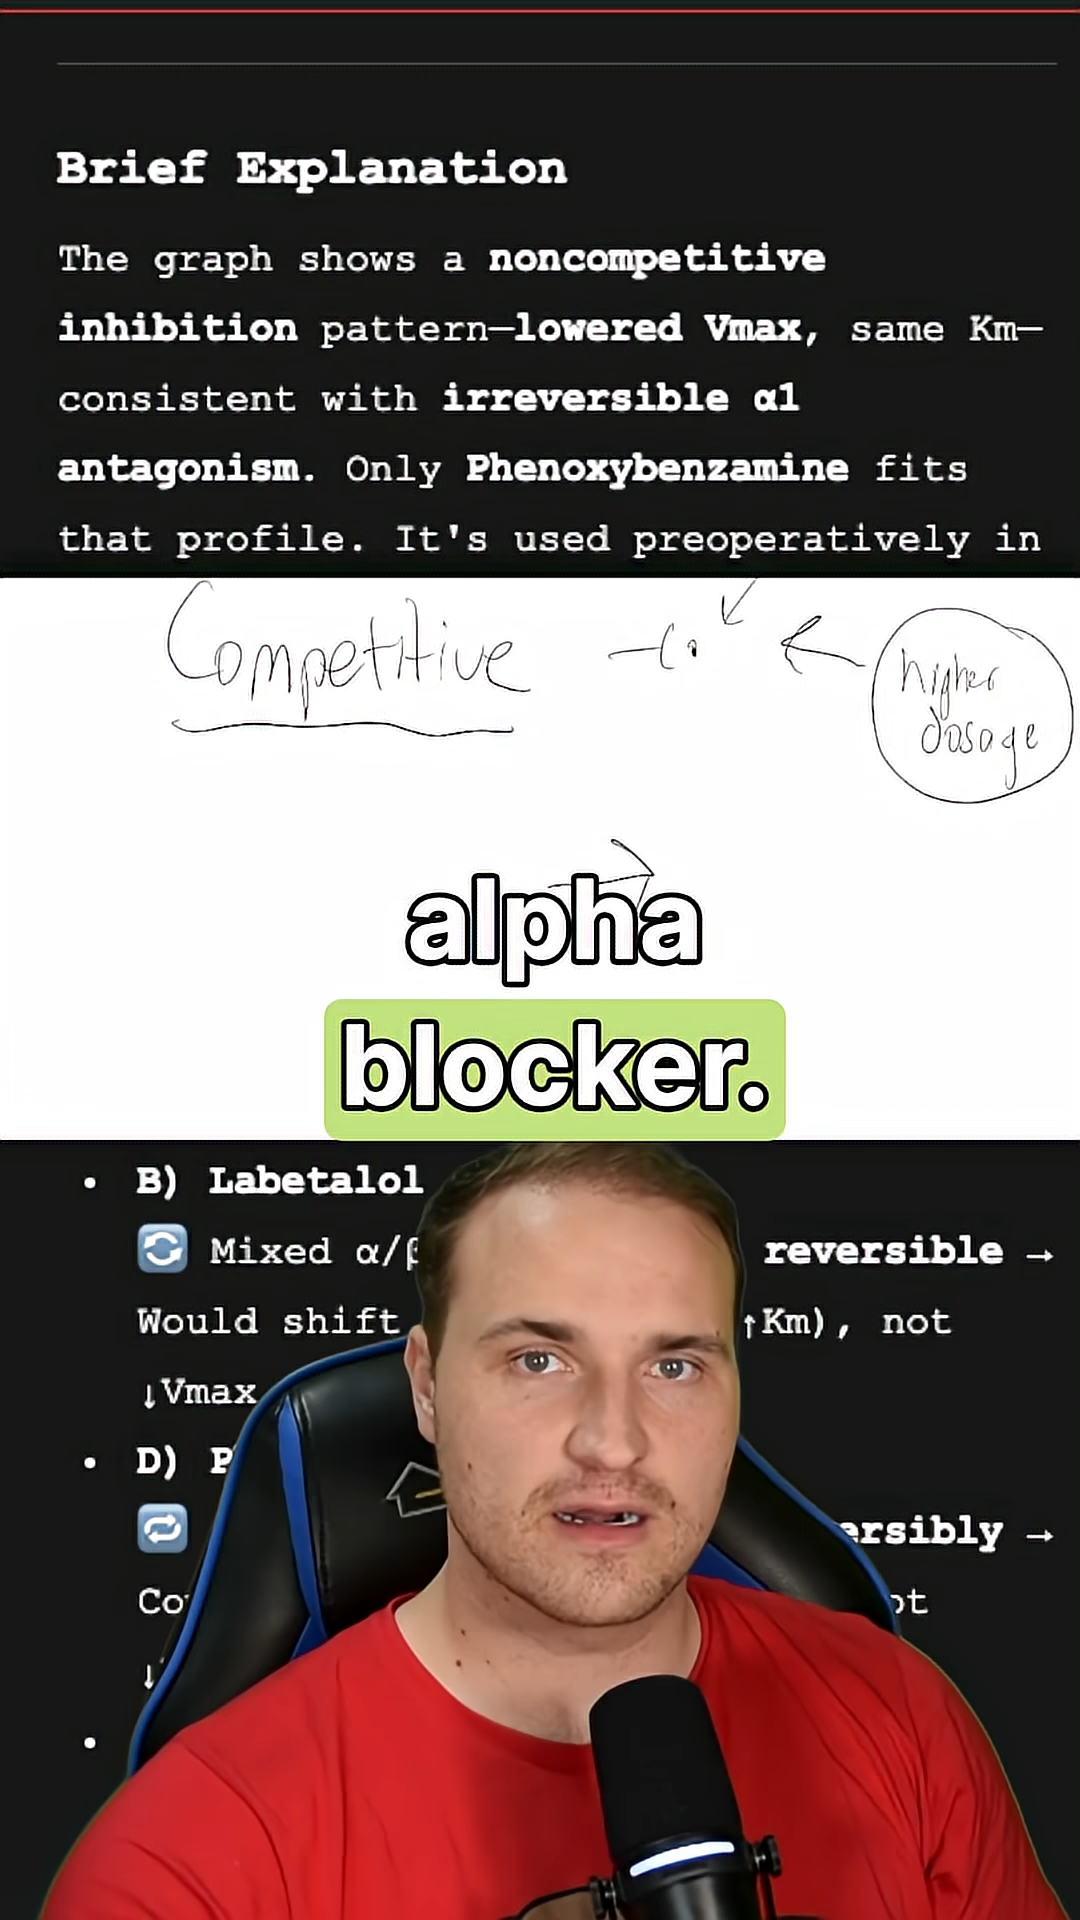 Brief Explanation
The graph shows a noncompetitive
inhibition pattern—lowered Vmax, same Km—
consistent with irreversible α1
antagonism. Only Phenoxybenzamine fits
that profile. It's used preoperatively in
Competitive
higher
dosage
alpha
blocker.
• B) Labetalol
Mixed α/β reversible →
Would shift ↑Km), not
↓Vmax
• D)
→